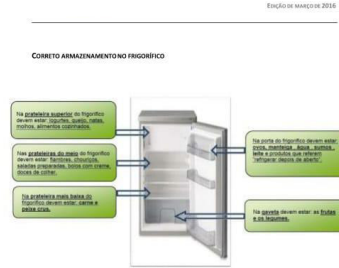 EDIÇÃO DE MARÇO DE 2016
CORRETO ARMAZENAMENTO NO FRIGORÍFICO
Na prateleira superior do frigorífico
devem estar: iogurtes, queijo, natas,
molhos, alimentos cozinhados.
Nas prateleiras do meio do frigorífico
devem estar: fiambres, chouriços,
saladas preparadas, bolos com creme,
doces de colher.
Na prateleira mais baixa do
frigorífico devem estar: carne e
peixe crus.
Na porta do frigorífico devem estar:
ovos, manteiga, água, sumos,
leite e produtos que referem
"refrigerar depois de aberto".
Na gaveta devem estar: as frutas
e os legumes.